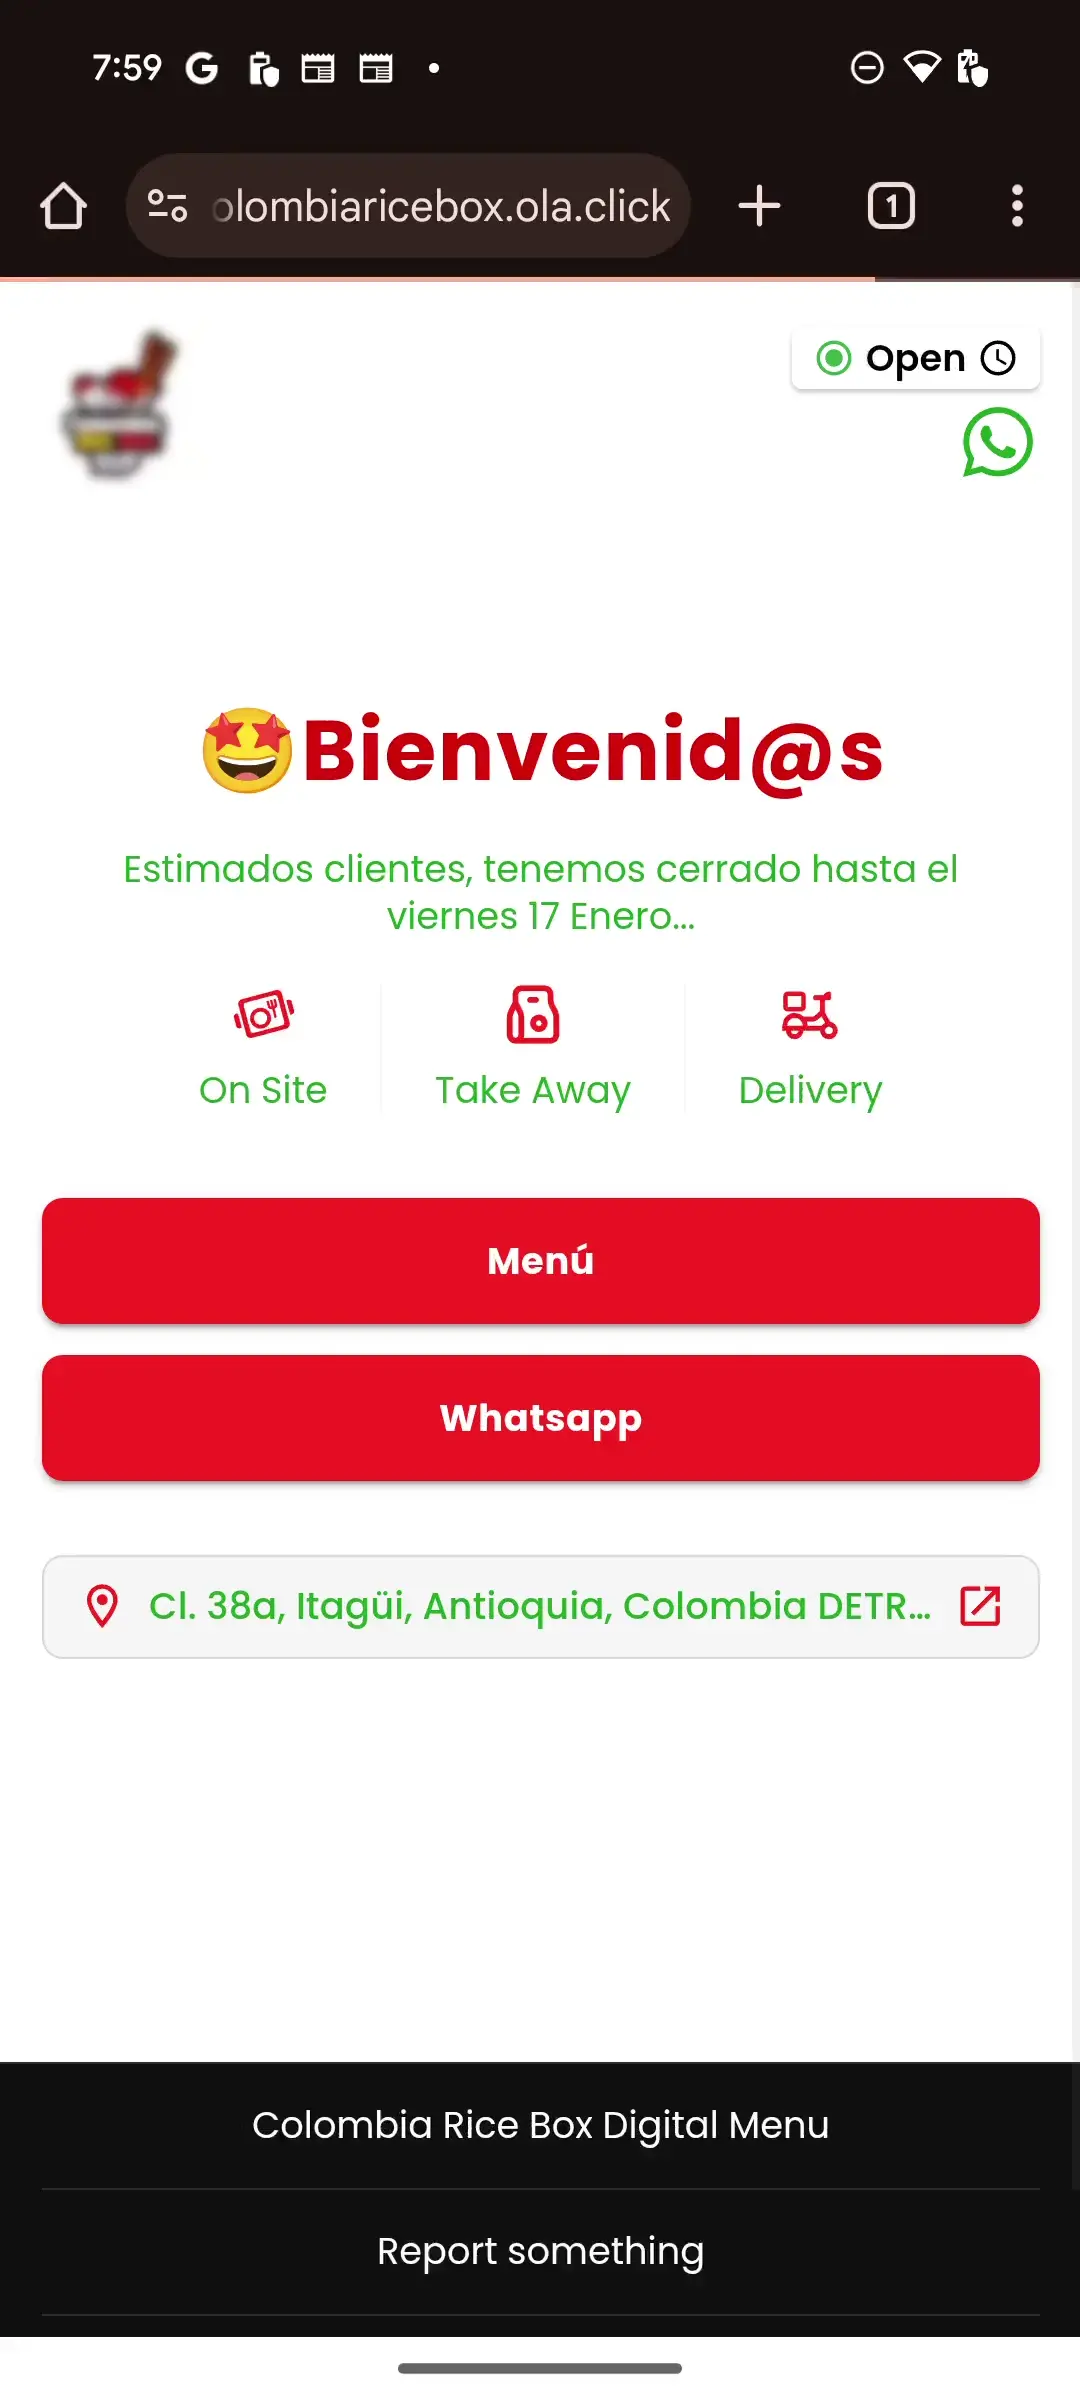 7:59
olombiaricebox.ola.click
1
Open
Bienvenid@s
Estimados clientes, tenemos cerrado hasta el
viernes 17 Enero...
On Site
Take Away
Delivery
Menú
Whatsapp
Cl. 38a, Itagüi, Antioquia, Colombia DETR...
Colombia Rice Box Digital Menu
Report something